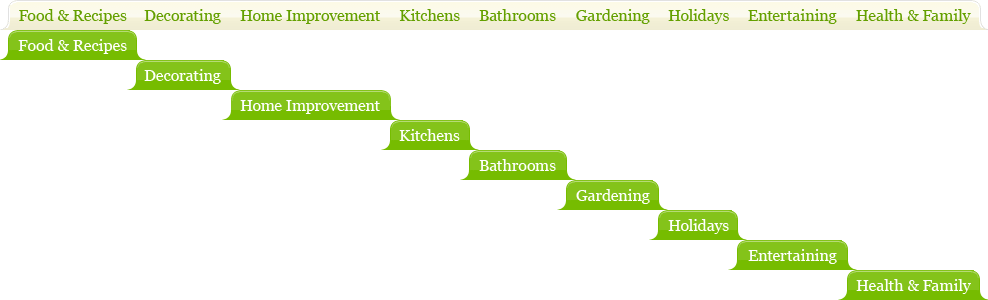 Food & Recipes Decorating Home Improvement Kitchens Bathrooms Gardening Holidays Entertaining Health & Family
Food & Recipes
Decorating
Home Improvement
Kitchens
Bathrooms
Gardening
Holidays
Entertaining
Health & Family